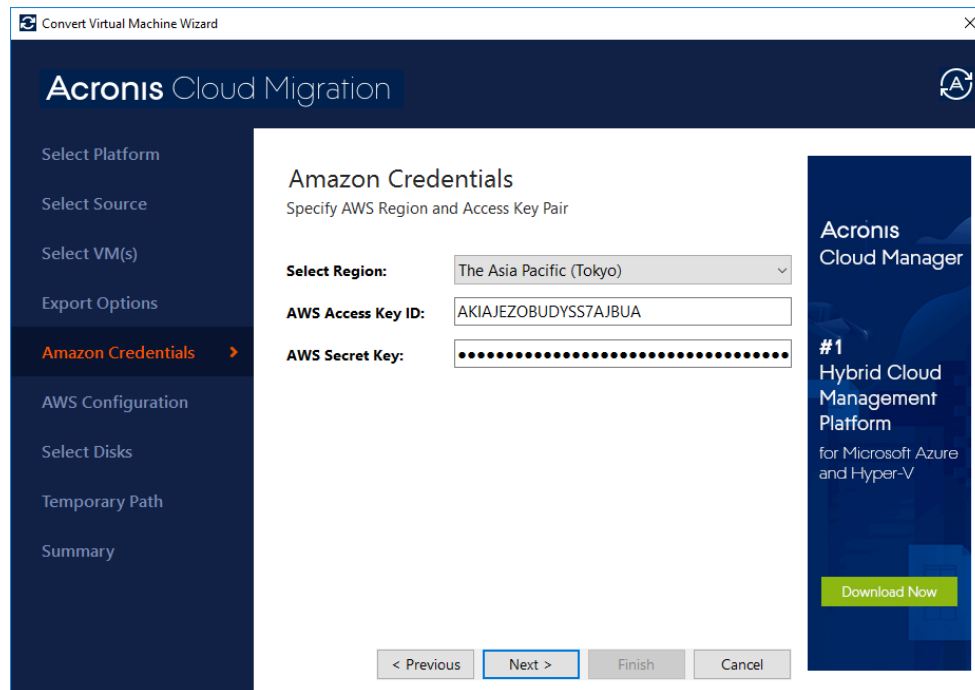 Convert Virtual Machine Wizard
Acronis Cloud Migration
Select Platform
Select Source
Select VM(s)
Export Options
Amazon Credentials
AWS Configuration
Select Disks
Temporary Path
Summary
Amazon Credentials
Specify AWS Region and Access Key Pair
Select Region:
The Asia Pacific (Tokyo)
AWS Access Key ID:
AKIAJEZOBUDYSS7AJBUA
AWS Secret Key:
●●●●●●●●●●●●●●●●●●●●●●●●●●●●●●●●●●●
< Previous
Next >
Finish
Cancel
Acronis
Cloud Manager
#1
Hybrid Cloud
Management
Platform
for Microsoft Azure
and Hyper-V
Download Now